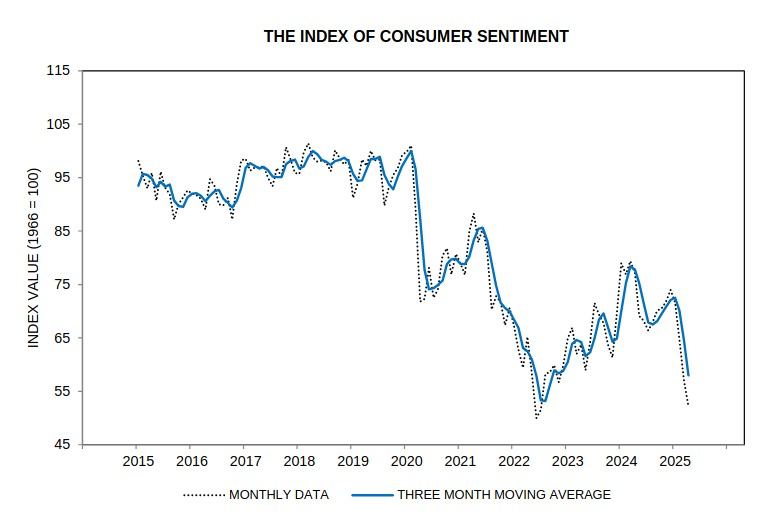 THE INDEX OF CONSUMER SENTIMENT
115
105
95
85
75
65
55
45
INDEX VALUE (1966 = 100)
2015 2016 2017 2018 2019 2020 2021 2022 2023 2024 2025
MONTHLY DATA THREE MONTH MOVING AVERAGE